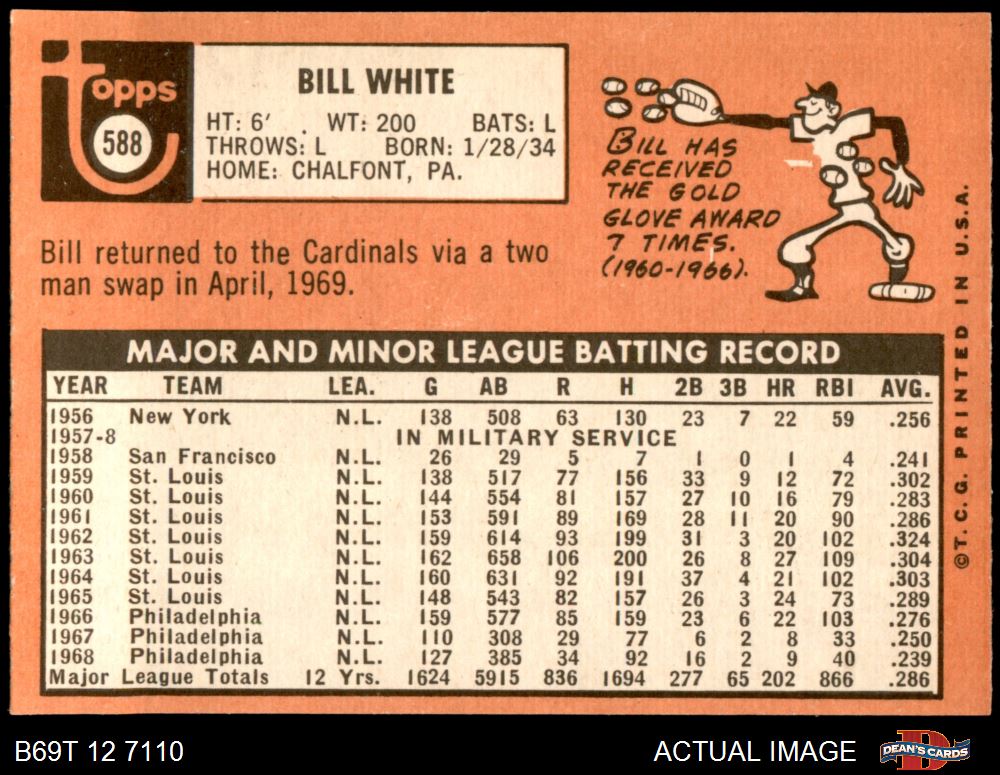 Topps
588
BILL WHITE
HT: 6' . WT: 200 BATS: L
THROWS: L BORN: 1/28/34
HOME: CHALFONT, PA.
BILL HAS
RECEIVED
THE GOLD
GLOVE AWARD
7 TIMES.
(1960-1966).
Bill returned to the Cardinals via a two
man swap in April, 1969.
MAJOR AND MINOR LEAGUE BATTING RECORD
YEAR TEAM LEA. G AB R H 2B 3B HR RBI AVG.
1956 New York N.L. 138 508 63 130 23 7 22 59 .256
1957-8 IN MILITARY SERVICE
1958 San Francisco N.L. 26 29 5 7 1 0 1 4 .241
1959 St. Louis N.L. 138 517 77 156 33 9 12 72 .302
1960 St. Louis N.L. 144 554 81 157 27 10 16 79 .283
1961 St. Louis N.L. 153 591 89 169 28 11 20 90 .286
1962 St. Louis N.L. 159 614 93 199 31 3 20 102 .324
1963 St. Louis N.L. 162 658 106 200 26 8 27 109 .304
1964 St. Louis N.L. 160 631 92 191 37 4 21 102 .303
1965 St. Louis N.L. 148 543 82 157 26 3 24 73 .289
1966 Philadelphia N.L. 159 577 85 159 23 6 22 103 .276
1967 Philadelphia N.L. 110 308 29 77 6 2 8 33 .250
1968 Philadelphia N.L. 127 385 34 92 16 2 9 40 .239
Major League Totals 12 Yrs. 1624 5915 836 1694 277 65 202 866 .286
©T. C. G. PRINTED IN U.S.A.
B69T 12 7110
ACTUAL IMAGE
DEAN'S CARDS